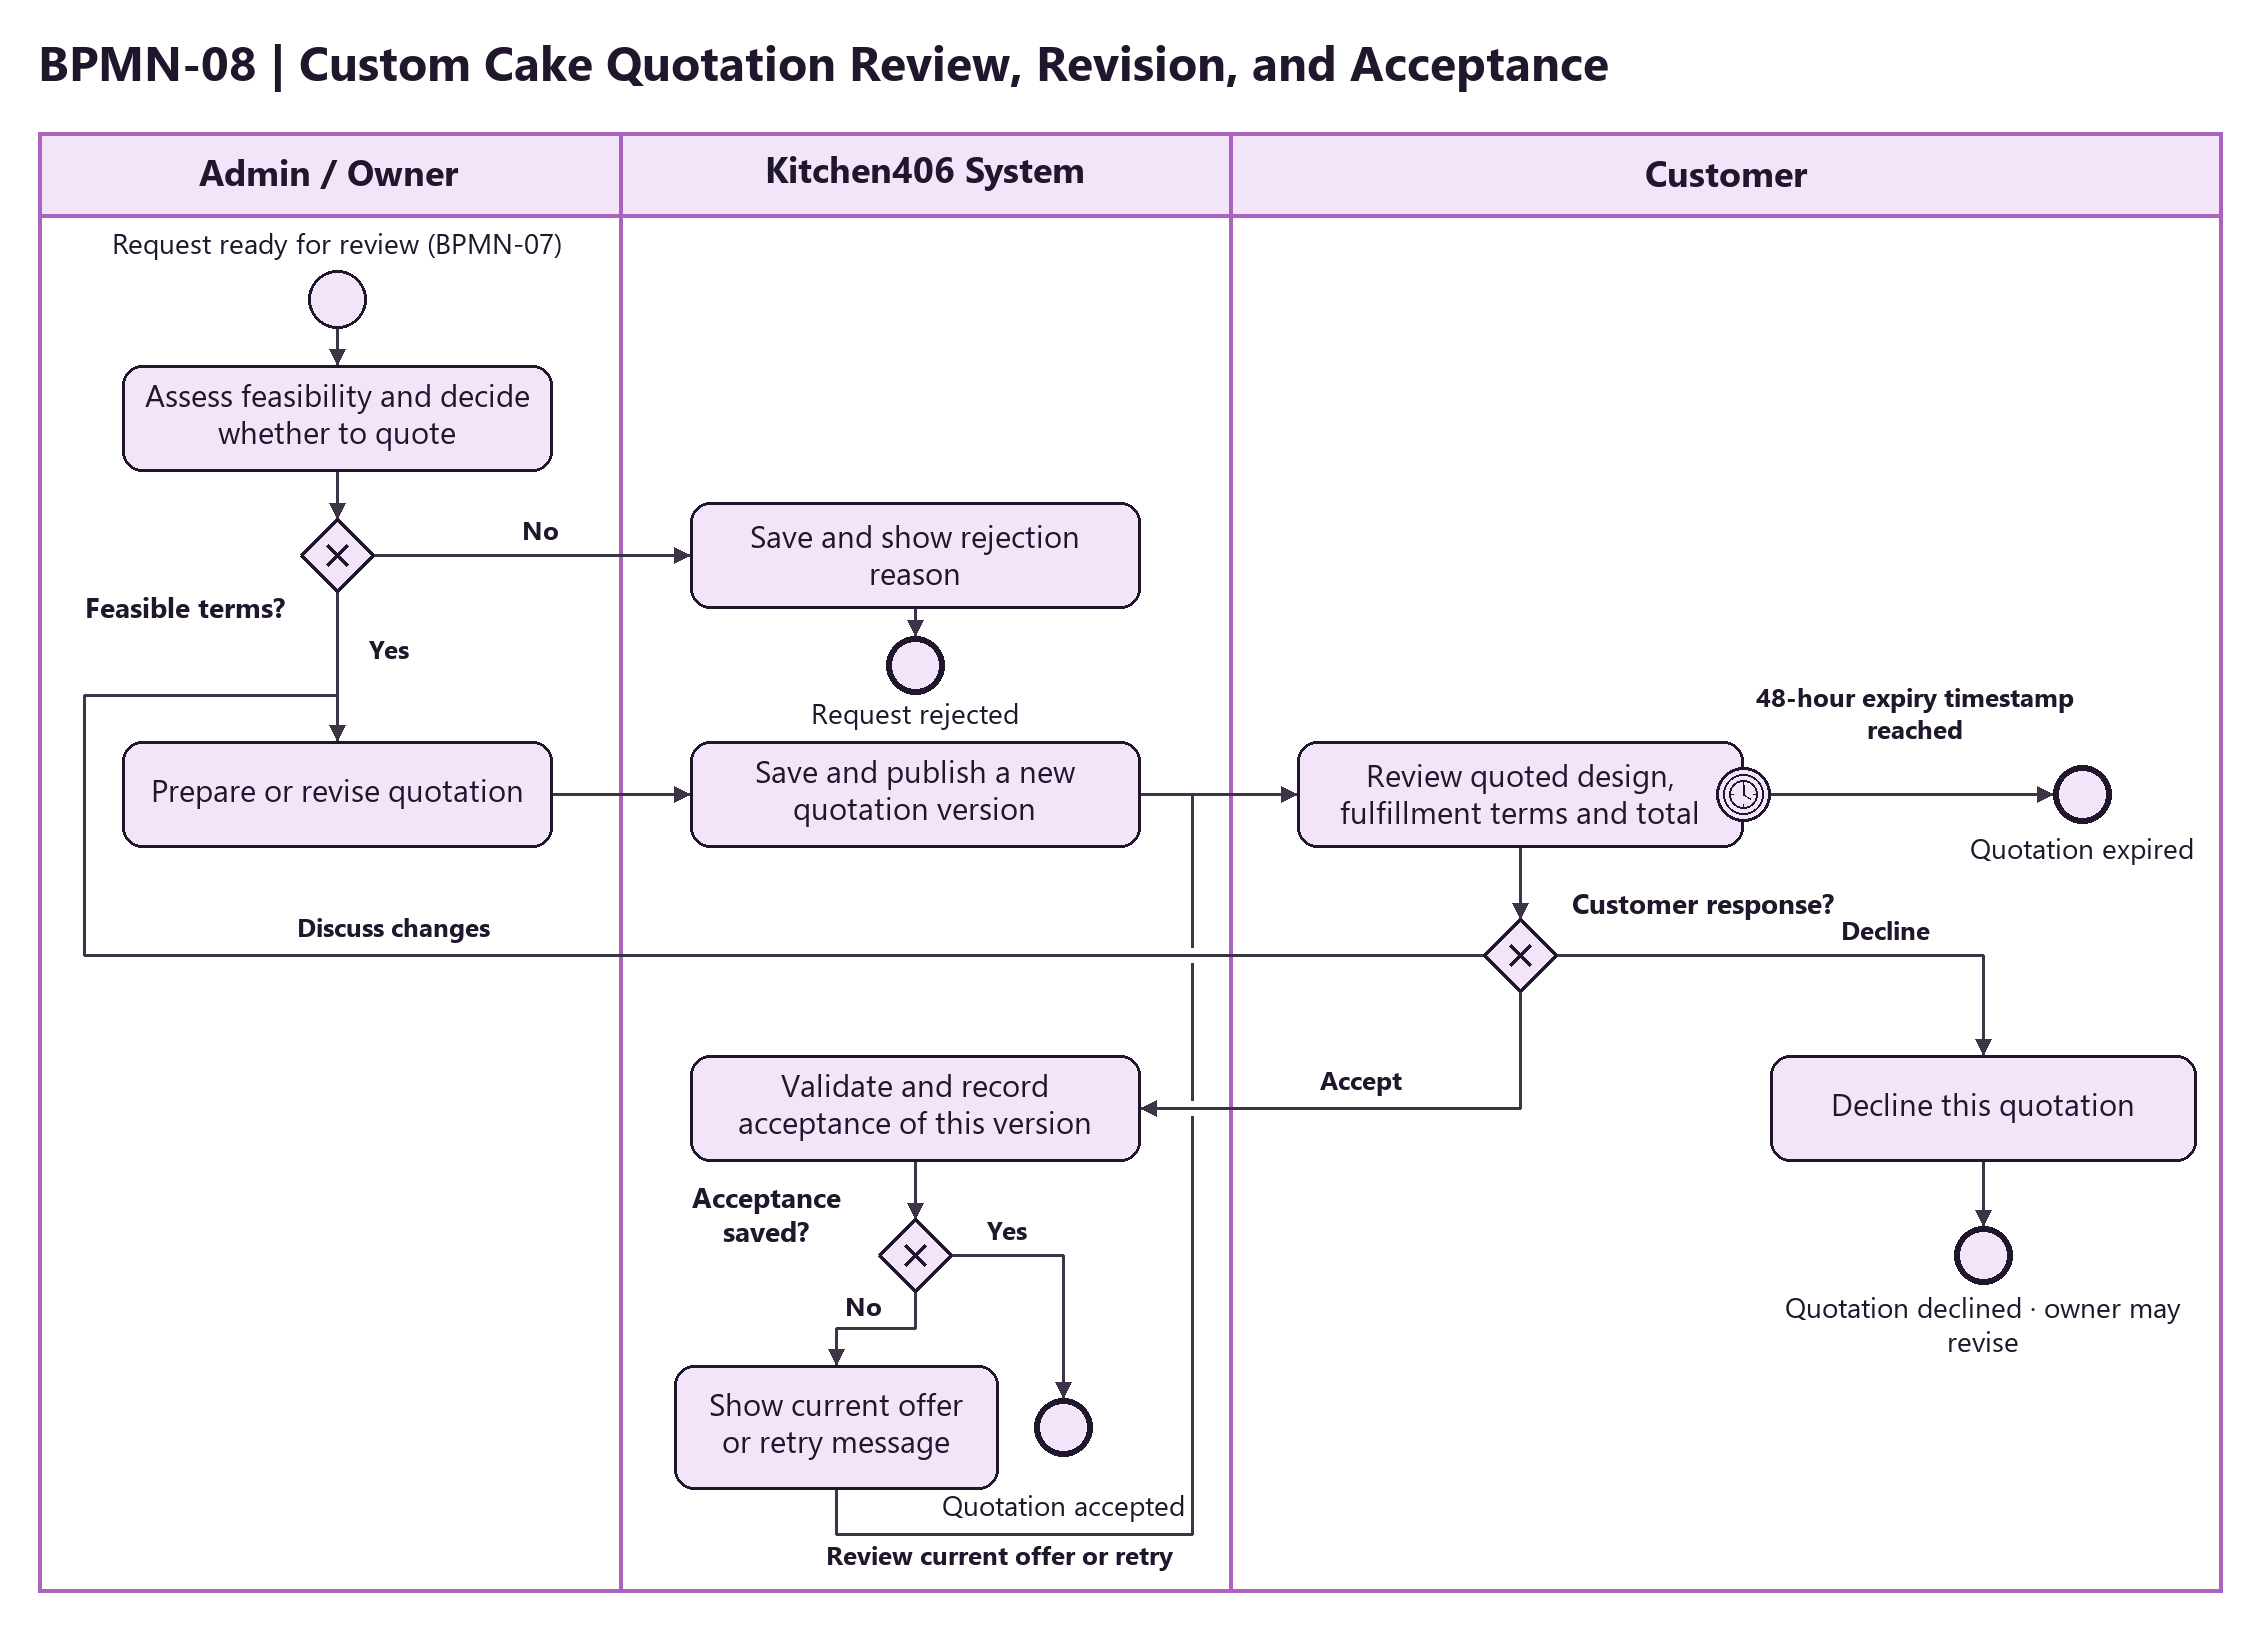 BPMN-08 | Custom Cake Quotation Review, Revision, and Acceptance
Admin / Owner
Kitchen406 System
Customer
Request ready for review (BPMN-07)
Assess feasibility and decide
whether to quote
No
Feasible terms?
Yes
Save and show rejection
reason
Request rejected
Prepare or revise quotation
Save and publish a new
quotation version
Review quoted design,
fulfillment terms and total
48-hour expiry timestamp
reached
Quotation expired
Customer response?
Decline
Discuss changes
Accept
Validate and record
acceptance of this version
Decline this quotation
Acceptance
saved?
Yes
No
Quotation declined · owner may
revise
Show current offer
or retry message
Quotation accepted
Review current offer or retry